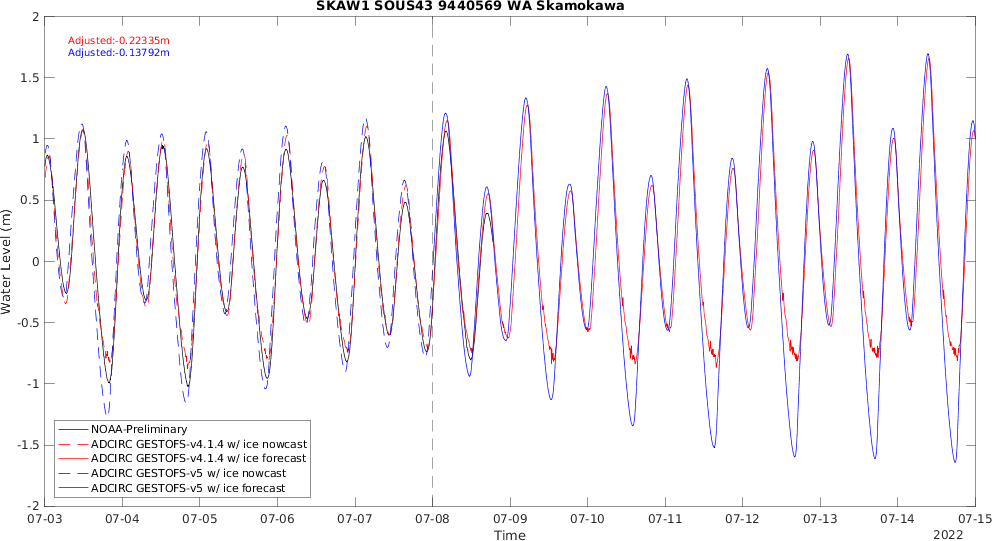 SKAW1 SOUS43 9440569 WA Skamokawa
Adjusted:-0.22335m
Adjusted:-0.13792m
2
1.5
1
0.5
0
-0.5
-1
-1.5
-2
Water Level (m)
NOAA-Preliminary
ADCIRC GESTOFS-v4.1.4 w/ ice nowcast
ADCIRC GESTOFS-v4.1.4 w/ ice forecast
ADCIRC GESTOFS-v5 w/ ice nowcast
ADCIRC GESTOFS-v5 w/ ice forecast
07-03 07-04 07-05 07-06 07-07 07-08 07-09 07-10 07-11 07-12 07-13 07-14 07-15
Time
2022